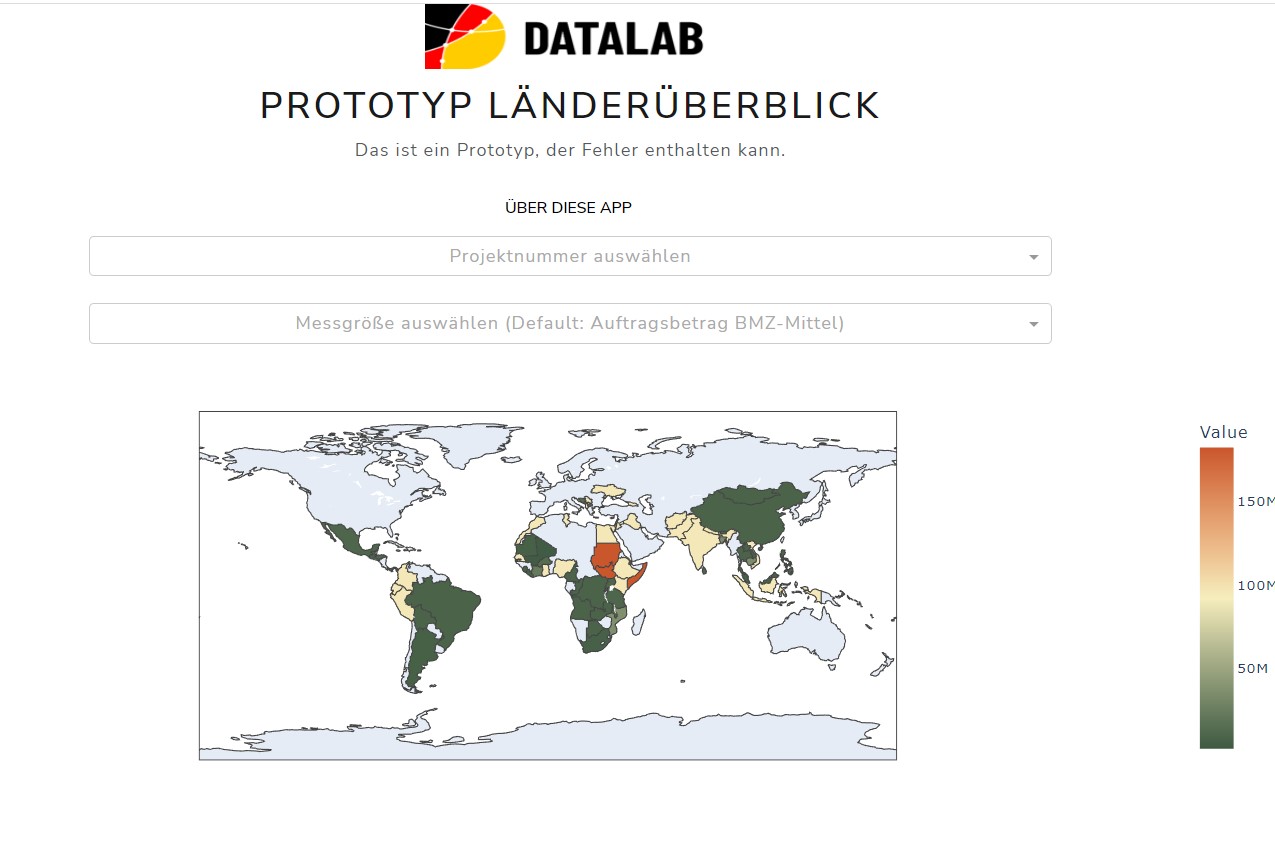 DATALAB
PROTOTYP LÄNDERÜBERBLICK
Das ist ein Prototyp, der Fehler enthalten kann.
ÜBER DIESE APP
Projektnummer auswählen
Messgröße auswählen (Default: Auftragsbetrag BMZ-Mittel)
Value
150M
100M
50M